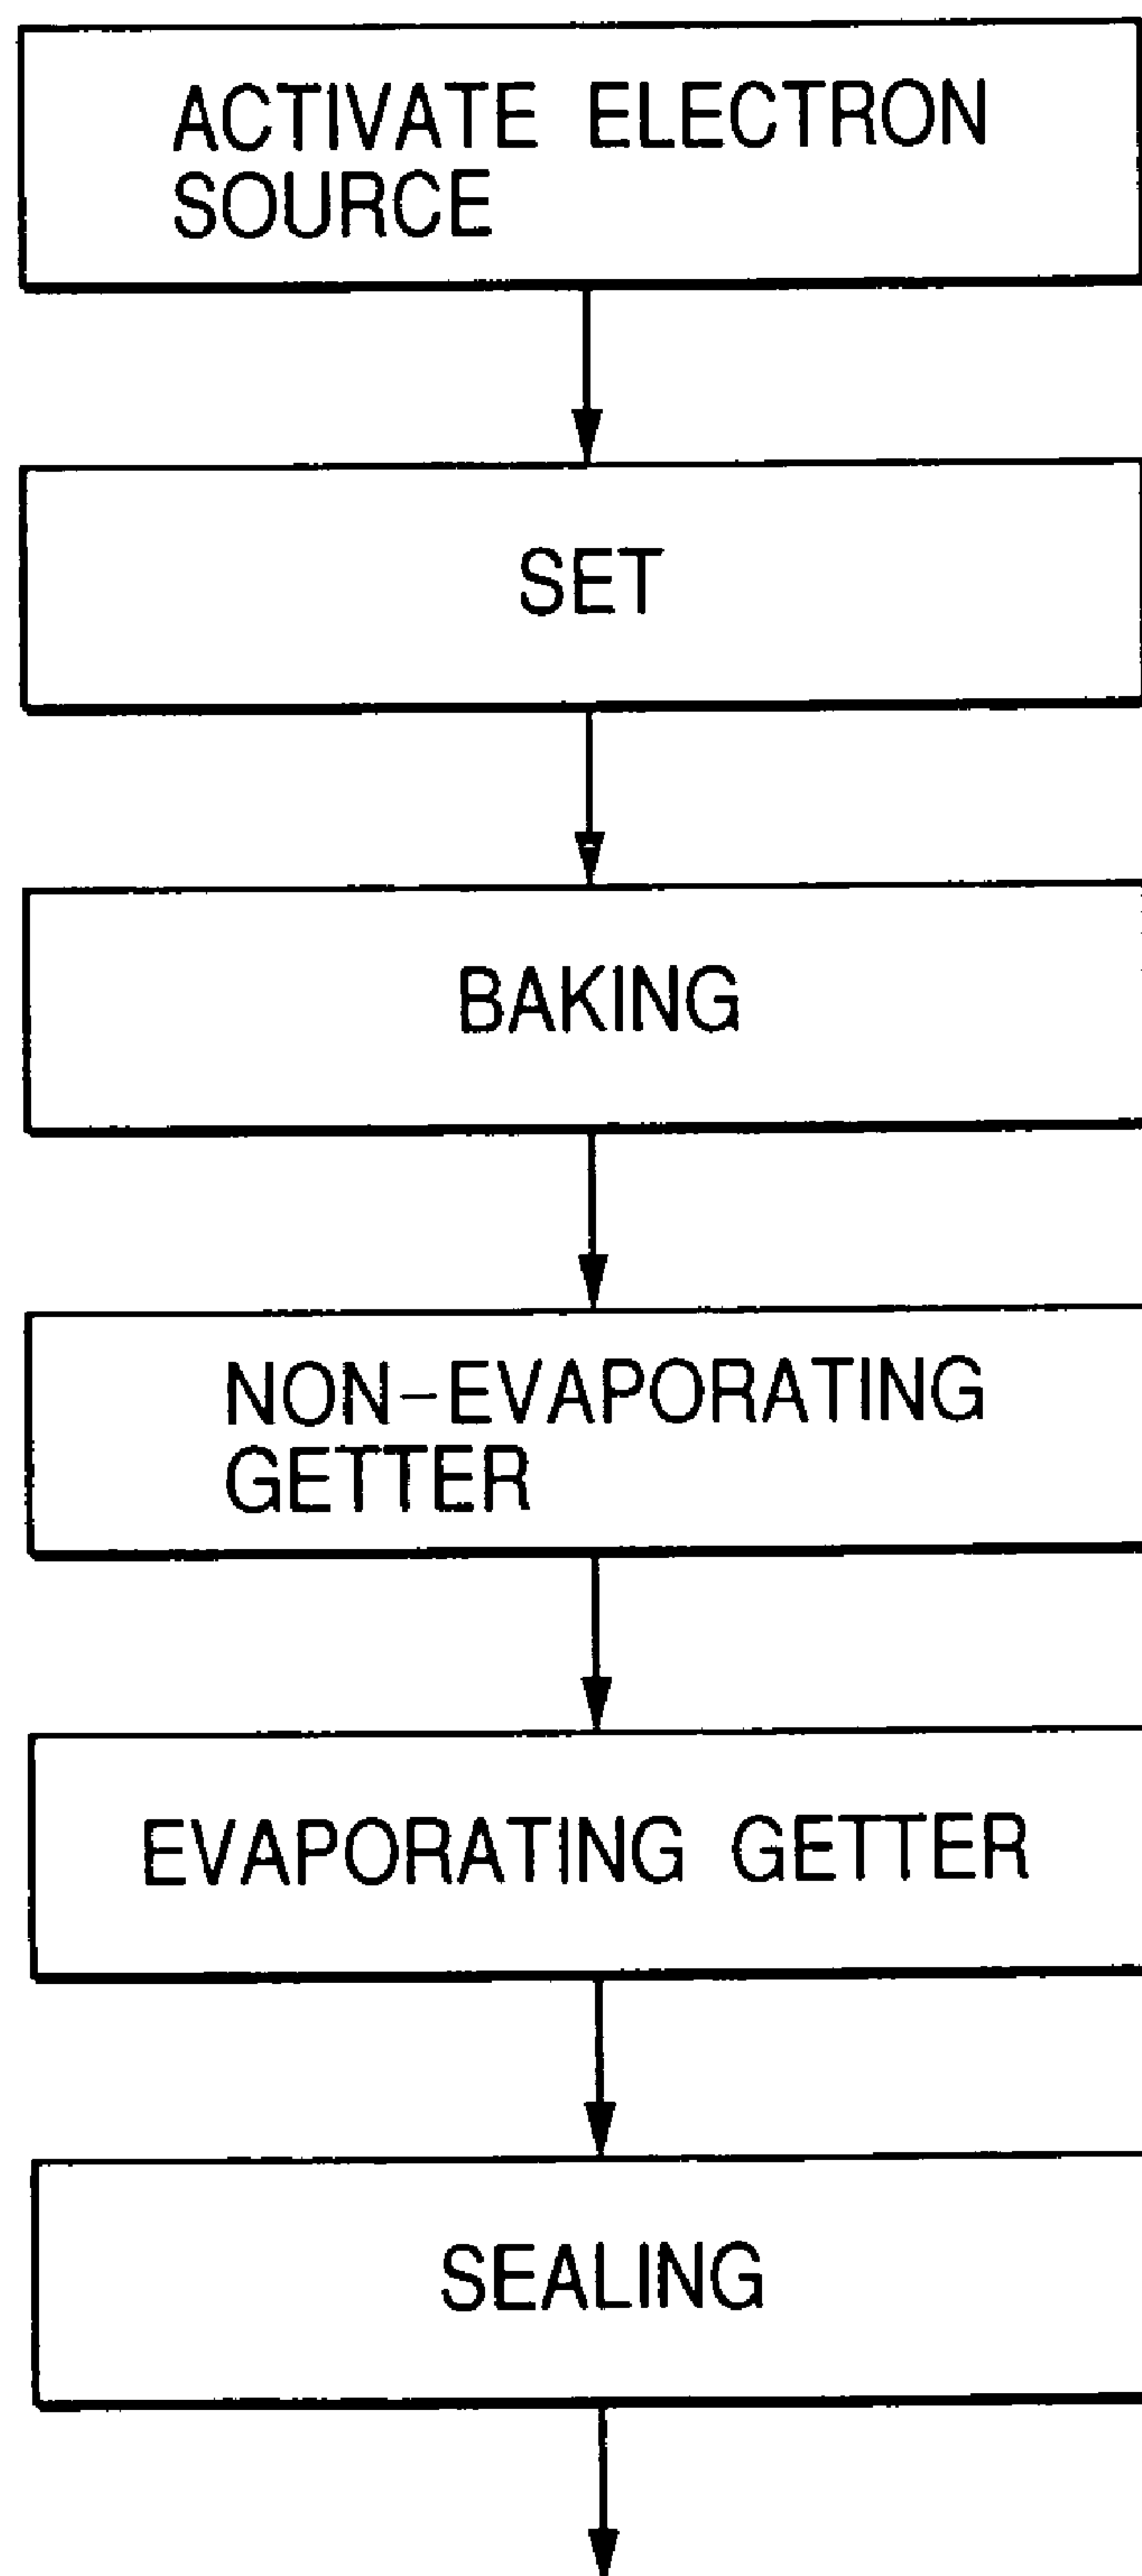 ACTIVATE ELECTRON
SOURCE
SET
BAKING
NON-EVAPORATING
GETTER
EVAPORATING GETTER
SEALING